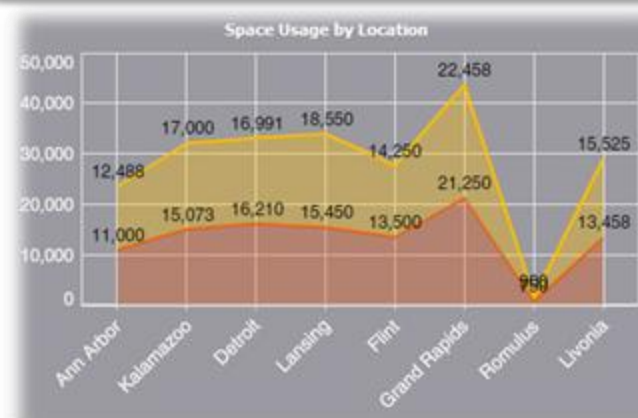 Space Usage by Location
50,000
22,458
40,000
17,000 16,991 18,550
14,250
15,525
30,000
12,488
21,250
20,000
15,073 16,210 15,450
13,500
13,458
11,000
10,000
0
Ann Arbor
Kalamazoo
Detroit
Lansing
Flint
Grand Rapids
Romulus
Livonia